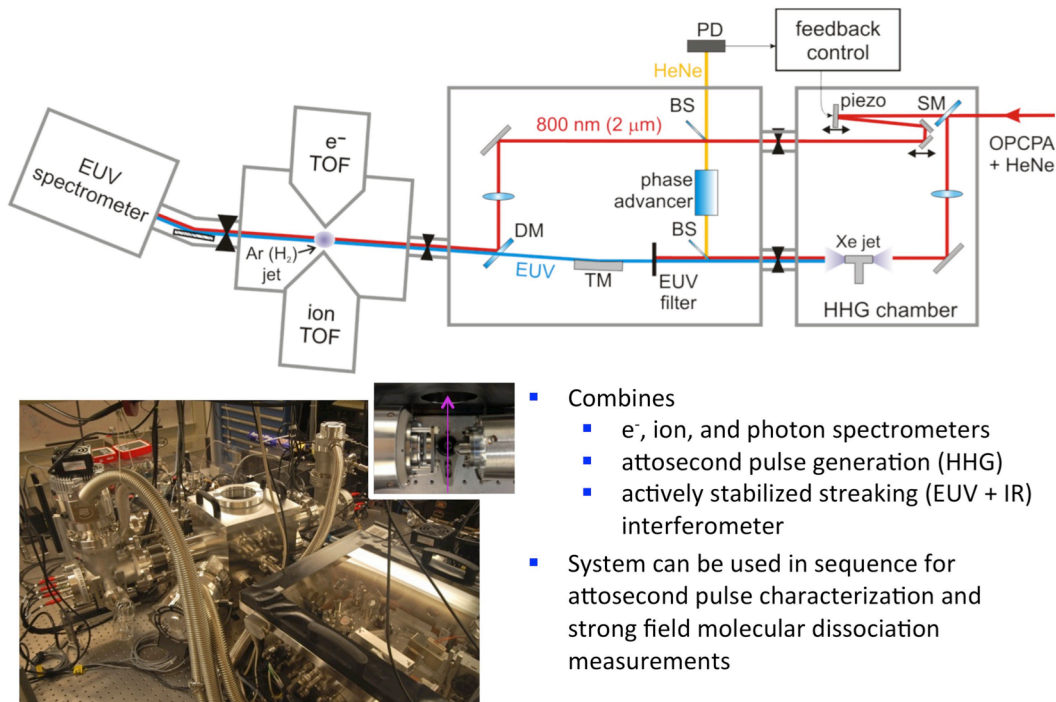 PD
feedback
control
HeNe
BS
piezo
SM
800 nm (2 μm)
OPCPA
+ HeNe
e⁻
TOF
EUV
spectrometer
phase
advancer
DM
BS
Xe jet
Ar (H₂)
jet
EUV
TM
EUV
filter
HHG chamber
ion
TOF
▪ Combines
▪ e⁻, ion, and photon spectrometers
▪ attosecond pulse generation (HHG)
▪ actively stabilized streaking (EUV + IR)
interferometer
▪ System can be used in sequence for
attosecond pulse characterization and
strong field molecular dissociation
measurements